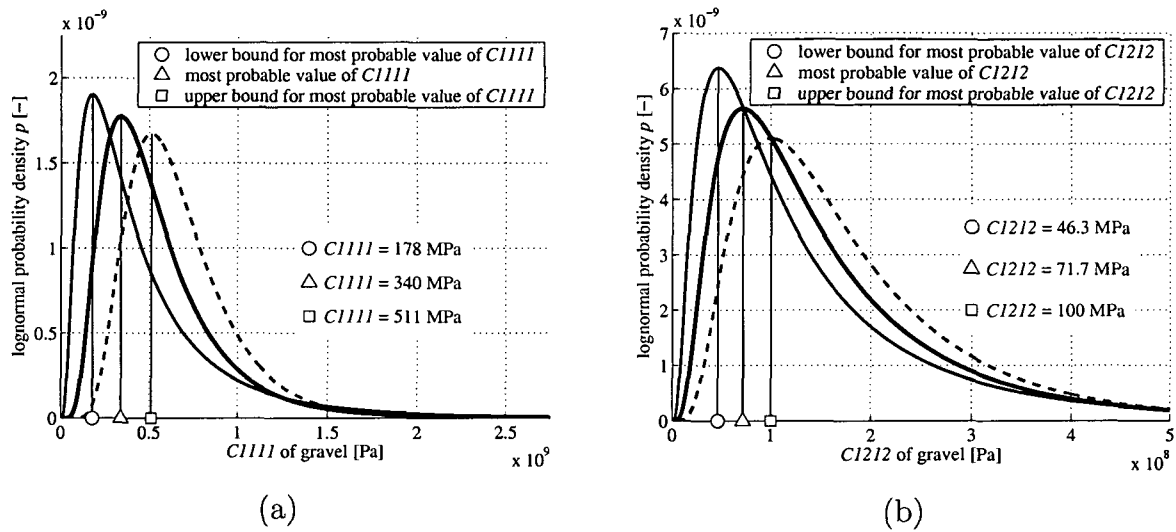 x 10^-9
○ lower bound for most probable value of C1111
△ most probable value of C1111
□ upper bound for most probable value of C1111
lognormal probability density p [-]
2
1.5
1
0.5
0
○ C1111 = 178 MPa
△ C1111 = 340 MPa
□ C1111 = 511 MPa
0 0.5 1 1.5 2 2.5
C1111 of gravel [Pa]
x 10^9
(a)
x 10^-9
○ lower bound for most probable value of C1212
△ most probable value of C1212
□ upper bound for most probable value of C1212
lognormal probability density p [-]
7
6
5
4
3
2
1
0
○ C1212 = 46.3 MPa
△ C1212 = 71.7 MPa
□ C1212 = 100 MPa
0 1 2 3 4 5
C1212 of gravel [Pa]
x 10^8
(b)